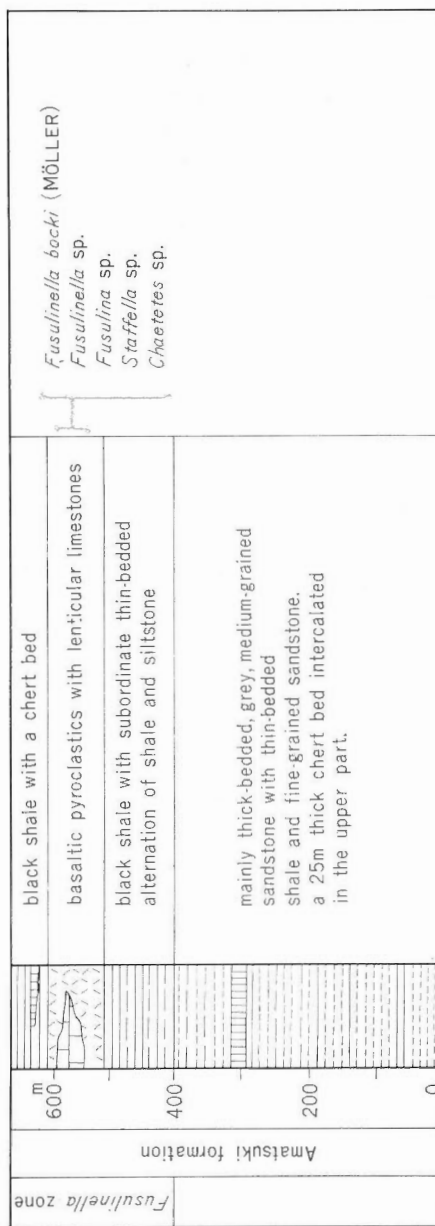 Fusulinella zone
Amatsuki formation
m
600
400
200
0
black shale with a chert bed
basaltic pyroclastics with lenticular limestones
black shale with subordinate thin-bedded
alternation of shale and siltstone
mainly thick-bedded, grey, medium-grained
sandstone with thin-bedded
shale and fine-grained sandstone.
a 25m thick chert bed intercalated
in the upper part.
Fusulinella bocki (MÖLLER)
Fusulinella sp.
Fusulina sp.
Staffella sp.
Chaetetes sp.